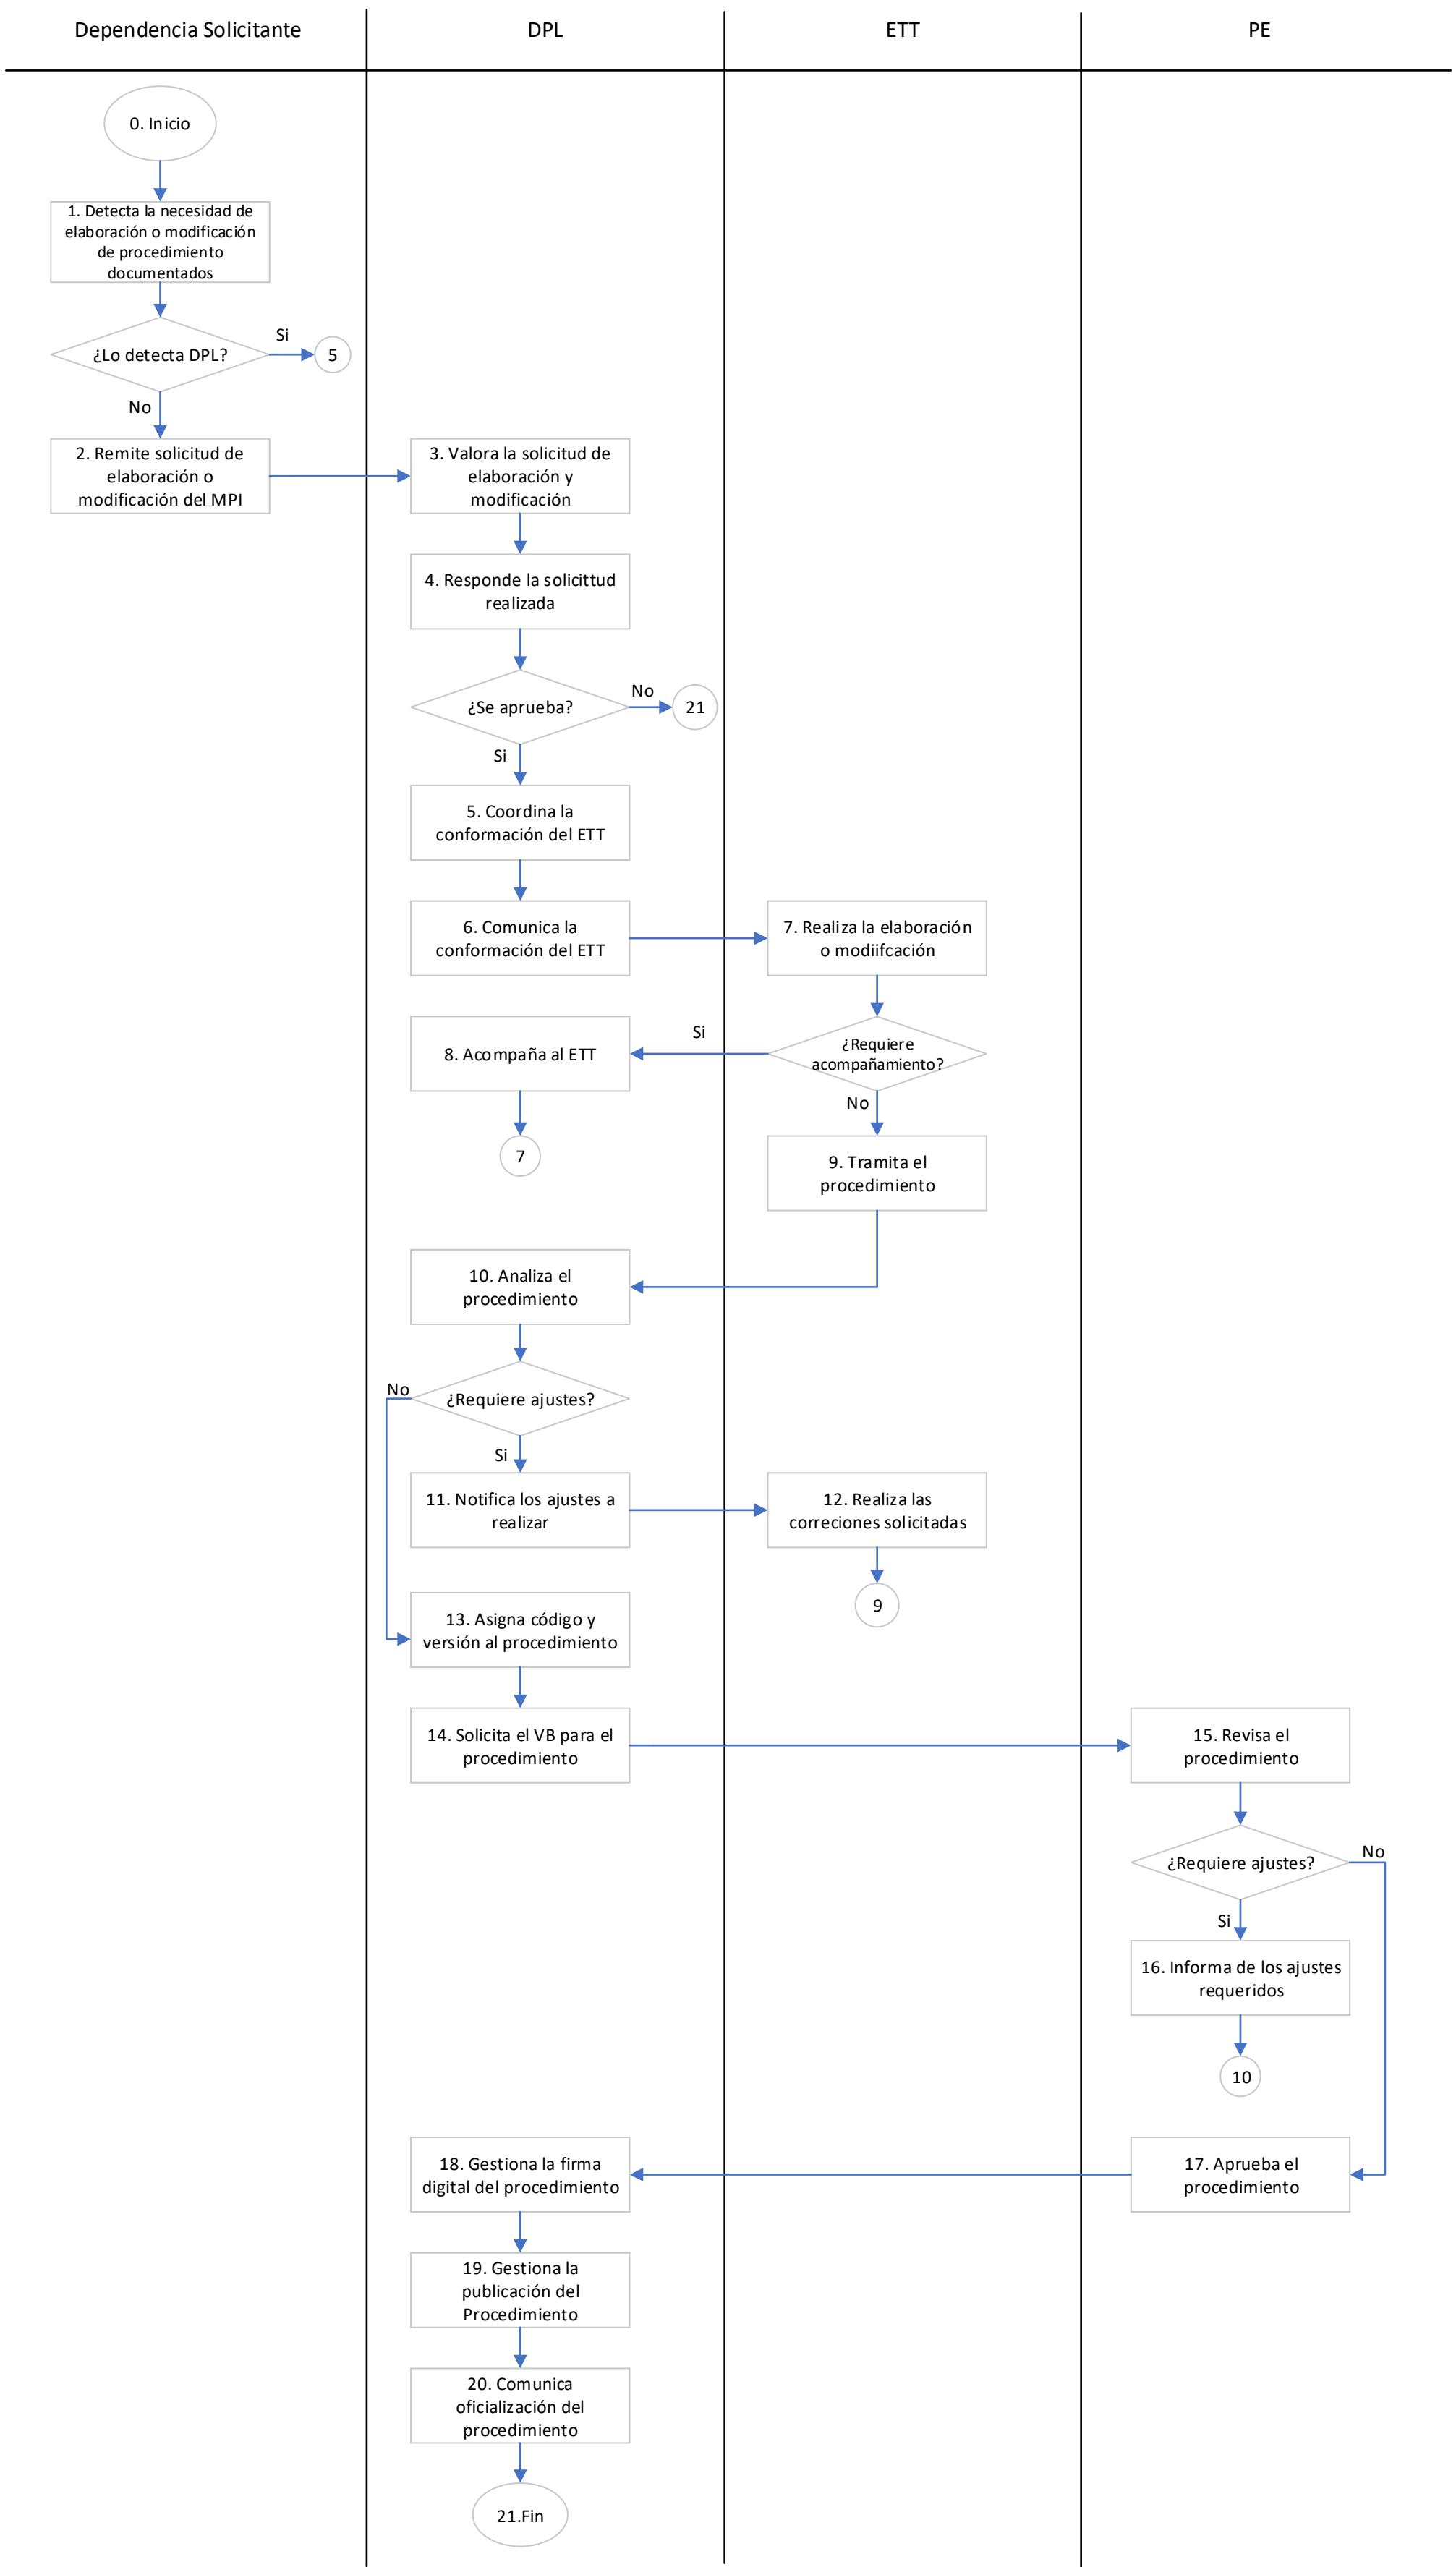 Dependencia Solicitante
DPL
ETT
PE
0. Inicio
1. Detecta la necesidad de
elaboración o modificación
de procedimiento
documentados
¿Lo detecta DPL?
Si
5
No
2. Remite solicitud de
elaboración o
modificación del MPI
3. Valora la solicitud de
elaboración y
modificación
4. Responde la solicittud
realizada
¿Se aprueba?
No
21
Si
5. Coordina la
conformación del ETT
6. Comunica la
conformación del ETT
7. Realiza la elaboración
o modiifcación
¿Requiere
acompañamiento?
Si
8. Acompaña al ETT
7
No
9. Tramita el
procedimiento
10. Analiza el
procedimiento
¿Requiere ajustes?
No
Si
11. Notifica los ajustes a
realizar
12. Realiza las
correciones solicitadas
9
13. Asigna código y
versión al procedimiento
14. Solicita el VB para el
procedimiento
15. Revisa el
procedimiento
¿Requiere ajustes?
No
Si
16. Informa de los ajustes
requeridos
10
17. Aprueba el
procedimiento
18. Gestiona la firma
digital del procedimiento
19. Gestiona la
publicación del
Procedimiento
20. Comunica
oficialización del
procedimiento
21.Fin